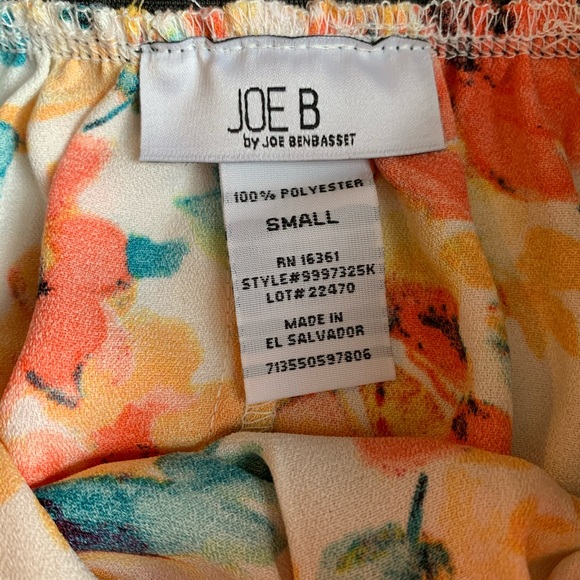 JOE B
by JOE BENBASSET
100% POLYESTER
SMALL
RN 16361
STYLE#9997325K
LOT# 22470
MADE IN
EL SALVADOR
713550597806